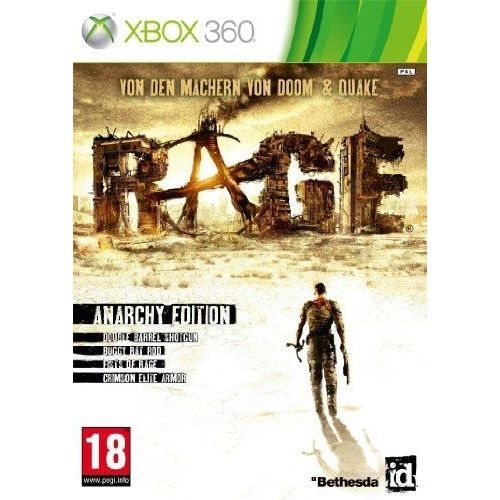 XBOX 360
PAL
VON DEN MACHERN VON DOOM & QUAKE
RAGE
ANARCHY EDITION
DOUBLE BARREL SHOTGUN
BUGGY RAT ROD
FISTS OF RAGE
CRIMSON ELITE ARMOR
18
www.pegi.info
Bethesda
id